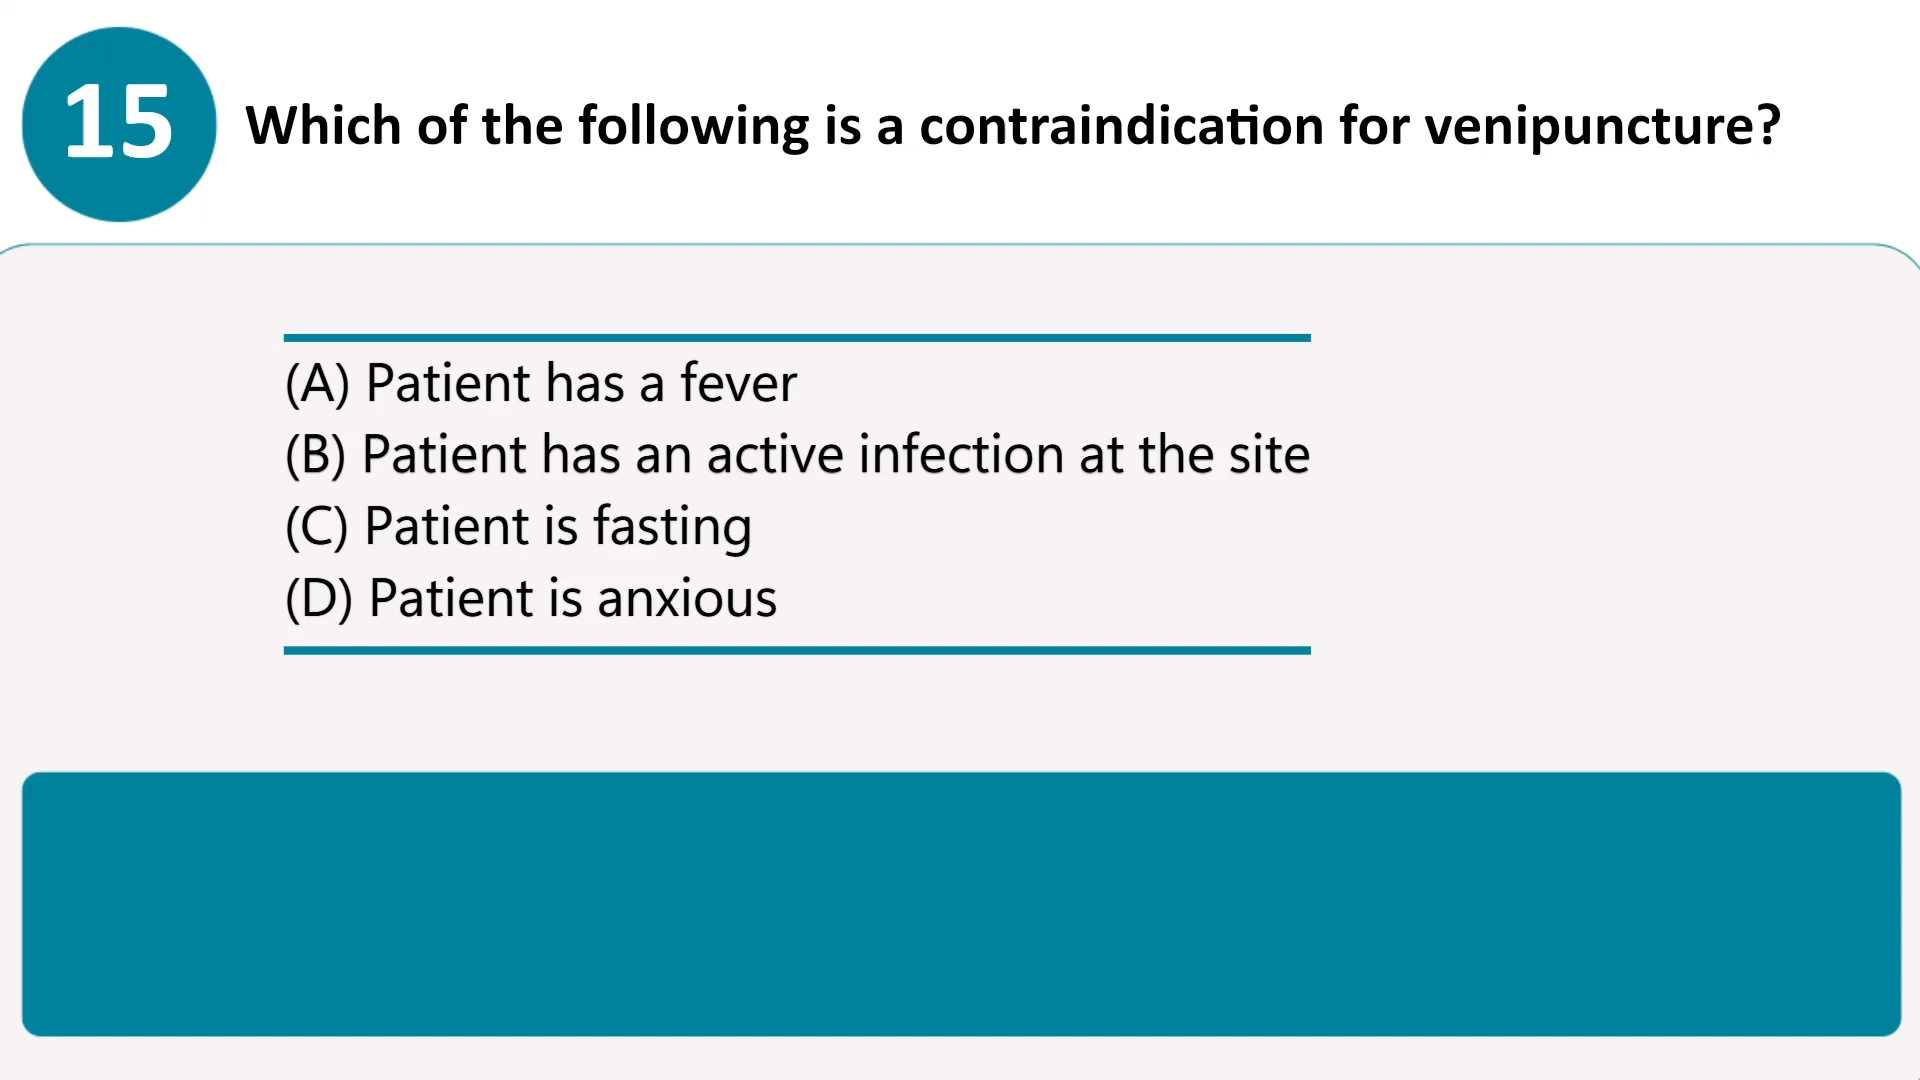 15
Which of the following is a contraindication for venipuncture?
(A) Patient has a fever
(B) Patient has an active infection at the site
(C) Patient is fasting
(D) Patient is anxious